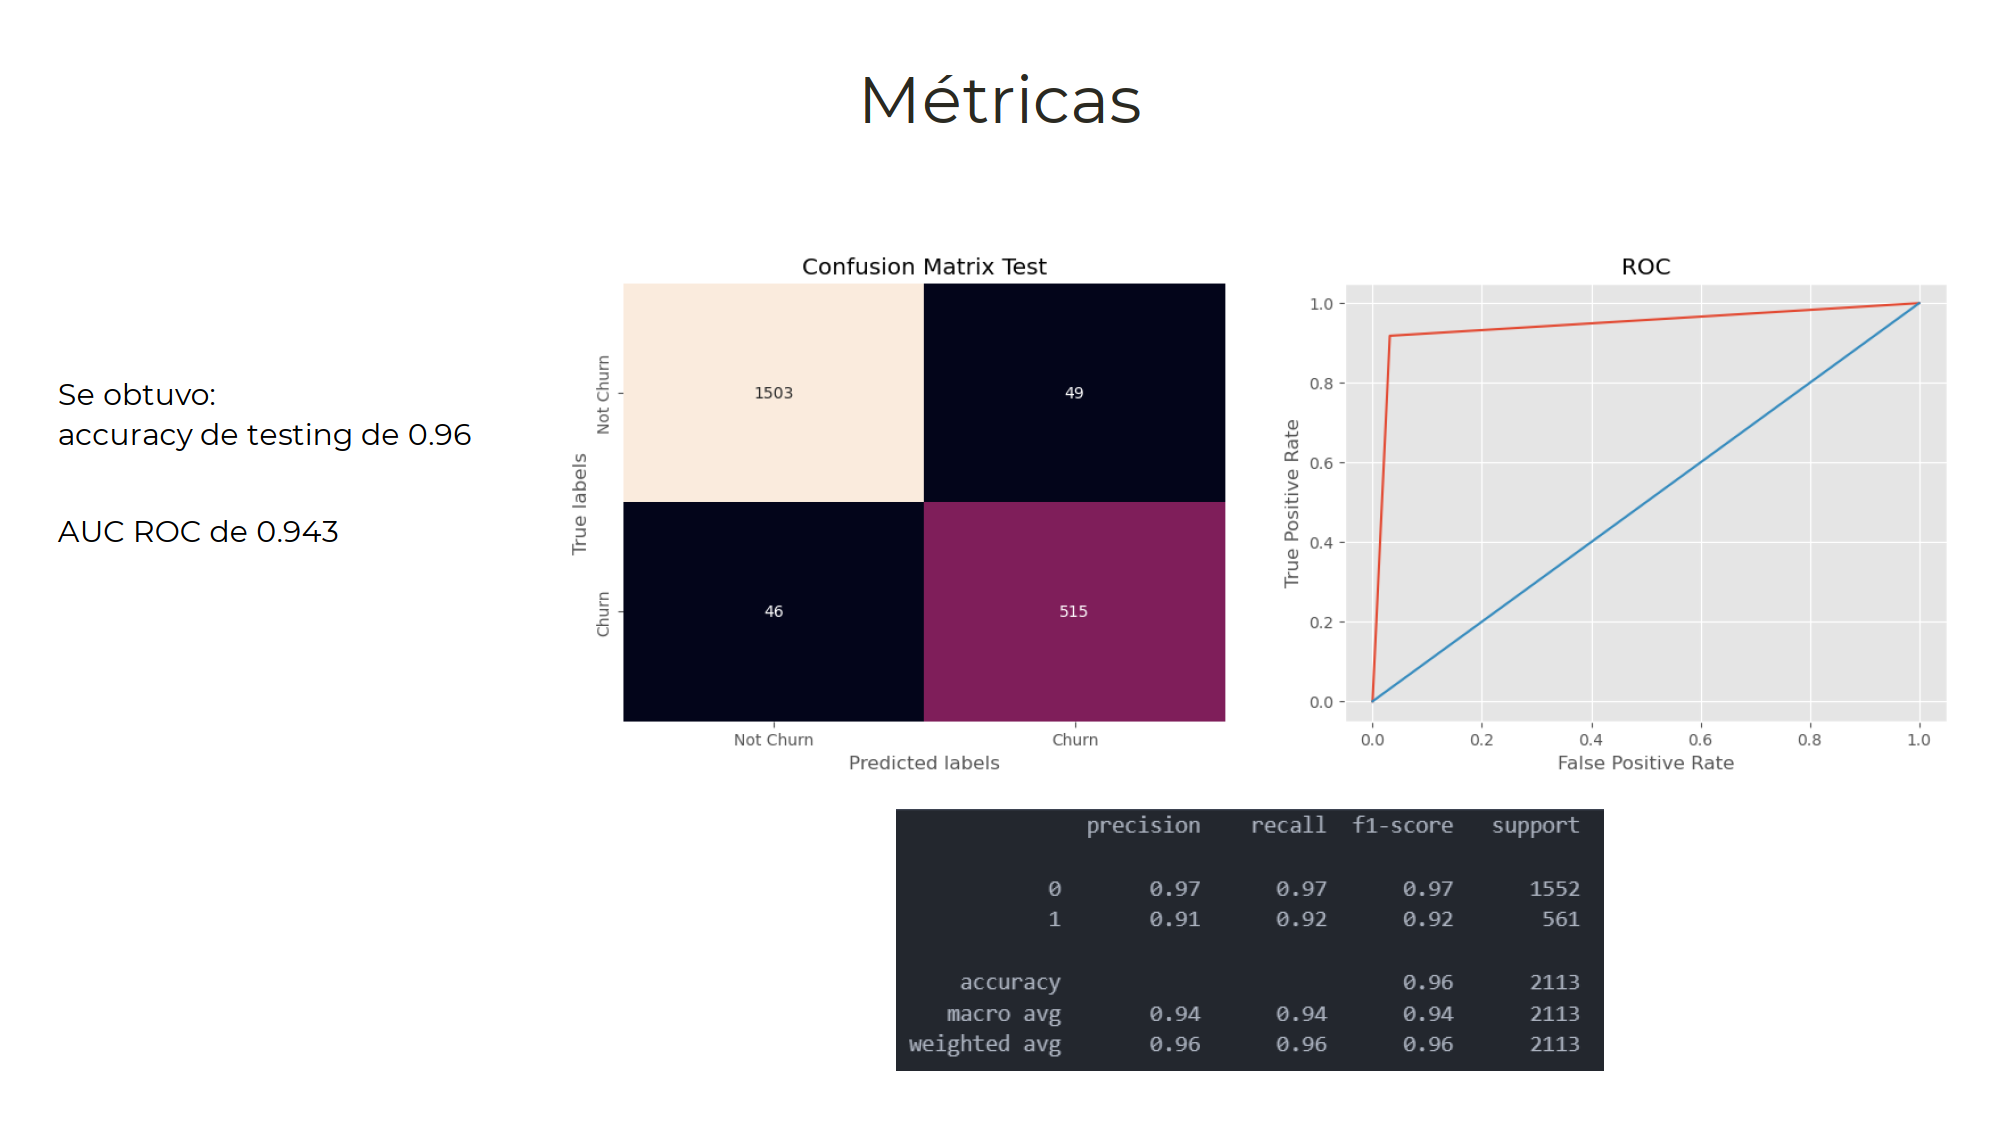 Métricas
Se obtuvo:
accuracy de testing de 0.96
AUC ROC de 0.943
Confusion Matrix Test
True labels
Not Churn
Churn
1503
49
46
515
Not Churn
Churn
Predicted labels
ROC
True Positive Rate
1.0
0.8
0.6
0.4
0.2
0.0
0.0 0.2 0.4 0.6 0.8 1.0
False Positive Rate
precision recall f1-score support
0 0.97 0.97 0.97 1552
1 0.91 0.92 0.92 561
accuracy 0.96 2113
macro avg 0.94 0.94 0.94 2113
weighted avg 0.96 0.96 0.96 2113